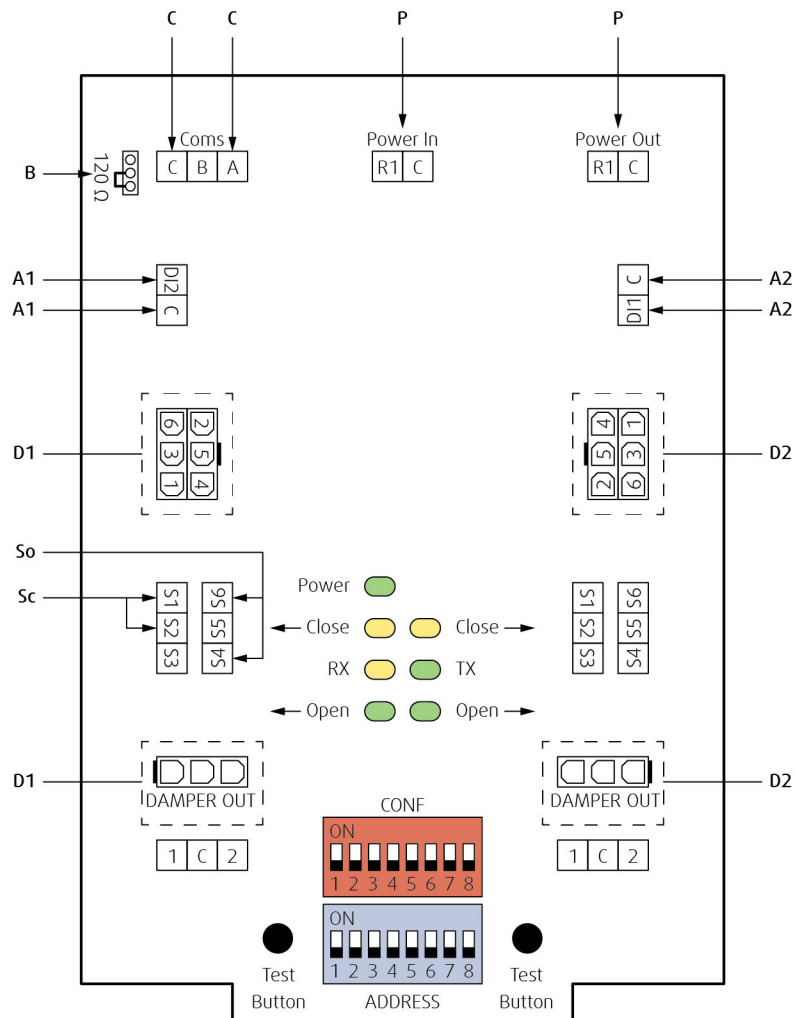 C C P P
Coms Power In Power Out
B 120 Ω C B A R1 C R1 C
A1 DI2 C A2
A1 C DI1 A2
6 2 4 1
D1 3 5 5 3 D2
1 4 2 6
So
Power
Sc S1 S6 S1 S6
S2 S5 Close Close S2 S5
S3 S4 RX TX S3 S4
Open Open
D1 D2
DAMPER OUT DAMPER OUT
CONF
1 C 2 ON 1 C 2
1 2 3 4 5 6 7 8
ON
1 2 3 4 5 6 7 8
Test Test
Button ADDRESS Button